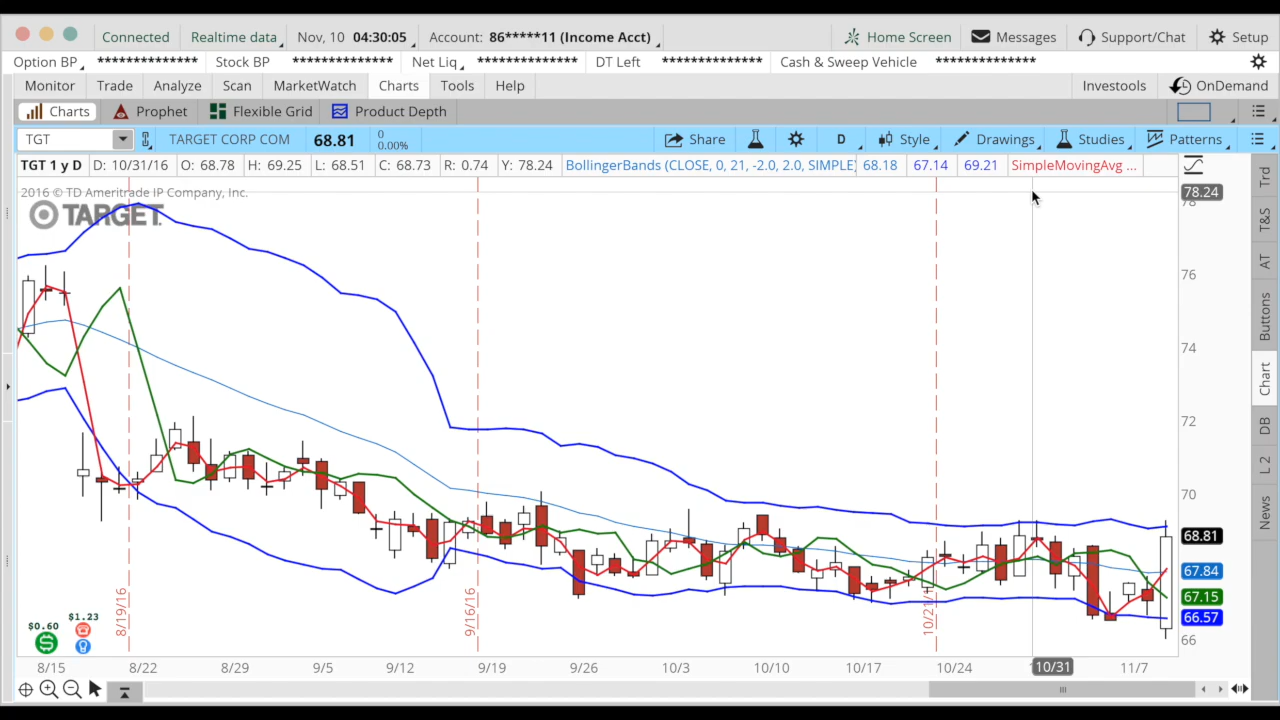 Connected Realtime data Nov, 10 04:30:05 Account: 86*****11 (Income Acct) Home Screen Messages Support/Chat Setup
Option BP ************** Stock BP ************** Net Liq ************** DT Left ************** Cash & Sweep Vehicle **************
Monitor Trade Analyze Scan MarketWatch Charts Tools Help Investools OnDemand
Charts Prophet Flexible Grid Product Depth
TGT TARGET CORP COM 68.81 0 0.00% Share D Style Drawings Studies Patterns
TGT 1 y D D: 10/31/16 O: 68.78 H: 69.25 L: 68.51 C: 68.73 R: 0.74 Y: 78.24 BollingerBands (CLOSE, 0, 21, -2.0, 2.0, SIMPLE 68.18 67.14 69.21 SimpleMovingAvg ...
2016 © TD Ameritrade IP Company, Inc.
TARGET
78.24
78
76
74
72
70
68.81
67.84
67.15
66.57
66
$0.60 $1.23
8/19/16
9/16/16
8/15 8/22 8/29 9/5 9/12 9/19 9/26 10/3 10/10 10/17 10/24 10/31 11/7
Trd
T&S
AT
Buttons
Chart
DB
L 2
News